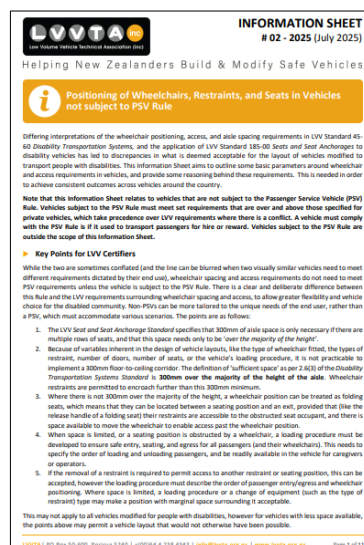 LVVTA inc
Low Volume Vehicle Technical Association (Inc)
INFORMATION SHEET
# 02 - 2025 (July 2025)
Helping New Zealanders Build & Modify Safe Vehicles
Positioning of Wheelchairs, Restraints, and Seats in Vehicles
not subject to PSV Rule
Differing interpretations of the wheelchair positioning, access, and aisle spacing requirements in LVV Standard 45-
60 Disability Transportation Systems, and the application of LVV Standard 185-00 Seats and Seat Anchorages to
disability vehicles has led to discrepancies in what is deemed acceptable for the layout of vehicles modified to
transport people with disabilities. This Information Sheet aims to outline some basic parameters around wheelchair
and access requirements in vehicles, and provide some reasoning behind these requirements. This is needed in order
to achieve consistent outcomes across vehicles around the country.
Note that this Information Sheet relates to vehicles that are not subject to the Passenger Service Vehicle (PSV)
Rule. Vehicles subject to the PSV Rule must meet set requirements that are over and above those specified for
private vehicles, which take precedence over LVV requirements where there is a conflict. A vehicle must comply
with the PSV Rule is if it used to transport passengers for hire or reward. Vehicles subject to PSV Rule are
outside the scope of this Information Sheet.
Key Points for LVV Certifiers
While the two are sometimes conflated (and the line can be blurred when two visually similar vehicles need to meet
different requirements dictated by their end use), wheelchair spacing and access requirements do not need to meet
PSV requirements unless the vehicle is subject to the PSV Rule. There is a clear and deliberate difference between
this Rule and the LVV requirements surrounding wheelchair spacing and access, to allow greater flexibility and vehicle
choice for the disabled community. Non-PSVs can be more tailored to the unique needs of the end user, rather than
a PSV, which must accommodate various scenarios. The points are as follows:
1. The LVV Seat and Seat Anchorage Standard specifies that 300mm of aisle space is only necessary if there are
multiple rows of seats, and that this space needs only to be 'over the majority of the height'.
2. Because of variables inherent in the design of vehicle layouts, like the type of wheelchair fitted, the types of
restraint, number of doors, number of seats, or the vehicle's loading procedure, it is not practicable to
implement a 300mm floor-to-ceiling corridor. The definition of 'sufficient space' as per 2.6(3) of the Disability
Transportation Systems Standard is 300mm over the majority of the height of the aisle. Wheelchair
restraints are permitted to encroach further than this 300mm minimum.
3. Where there is not 300mm over the majority of height, a wheelchair position can be treated as folding
seats, which means that they can be located between a seating position and an exit, provided that (like the
release handle of a folding seat) their restraints are accessible to the obstructed seat occupant, and there is
space available to move the wheelchair to enable access past the wheelchair position.
4. When space is limited, or a seating position is obstructed by a wheelchair, a loading procedure must be
developed to ensure safe entry, seating, and egress for all passengers (and their wheelchairs). This needs to
specify the order of loading and unloading passengers, and be readily available in the vehicle for caregivers
or operators.
5. If the removal of a restraint is required to permit access to another restraint or seating position, this can be
accepted, however the loading procedure must describe the order of passenger entry/egress and wheelchair
positioning. Where space is limited, a loading procedure or a change of equipment (such as the type of
restraint) type may make a position with marginal space surrounding it acceptable.
This may not apply to all vehicles modified for people with disabilities, however for vehicles with less space available,
the points above may permit a vehicle layout that would not otherwise have been possible.